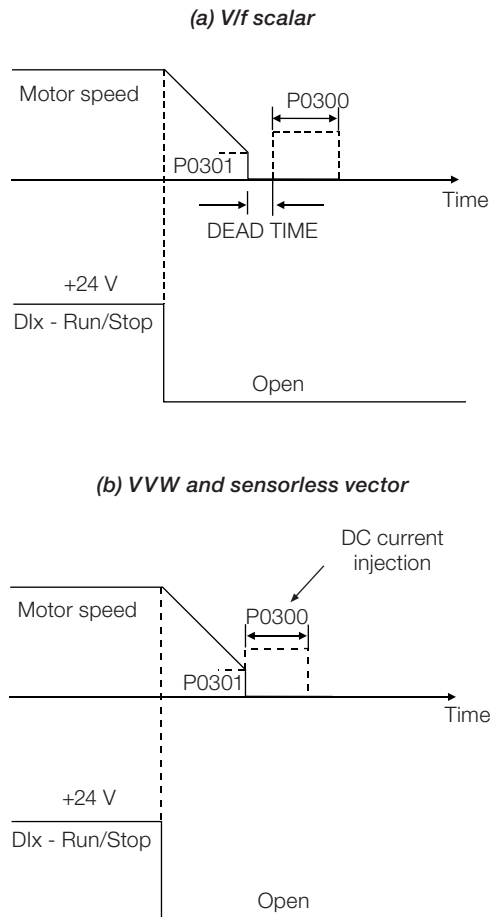 (a) V/f scalar
Motor speed
P0300
P0301
Time
DEAD TIME
+24 V
DIx - Run/Stop
Open
(b) VVW and sensorless vector
DC current
injection
Motor speed
P0300
P0301
Time
+24 V
DIx - Run/Stop
Open